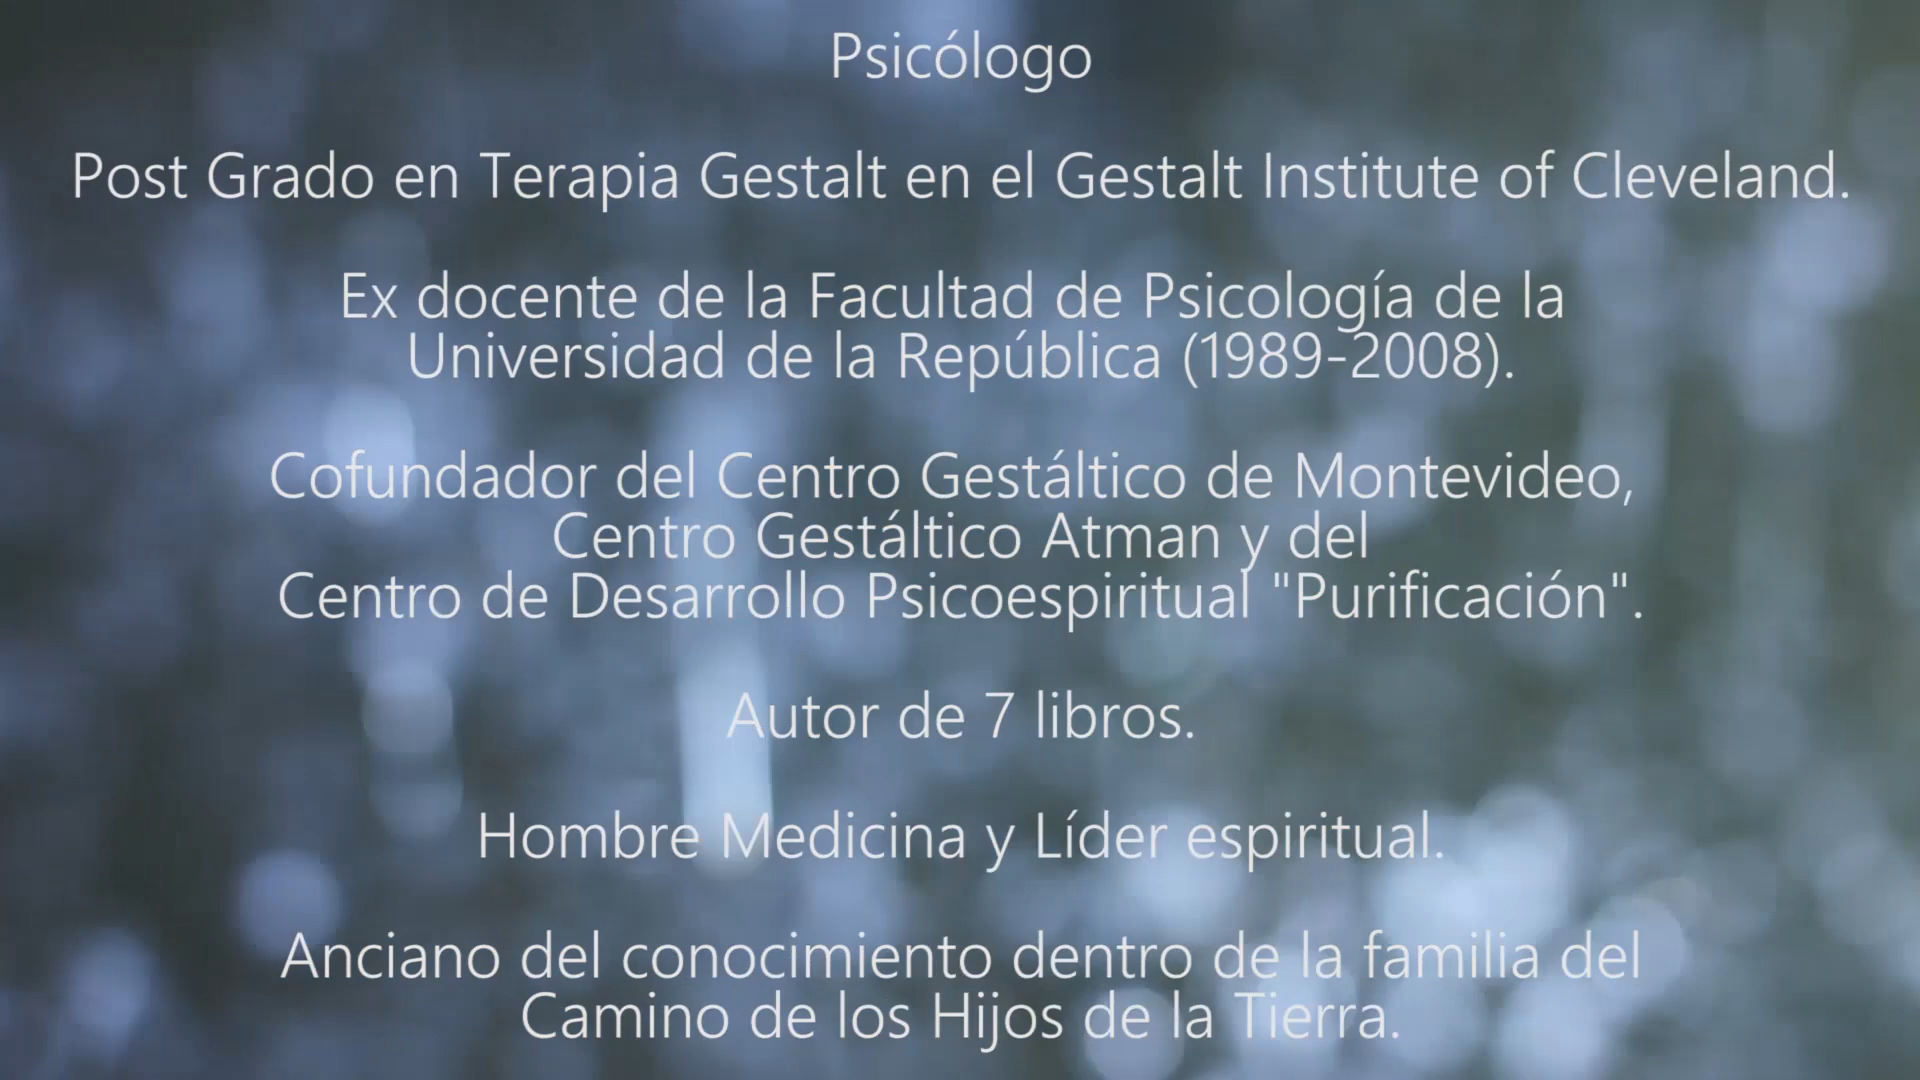 Psicólogo
Post Grado en Terapia Gestalt en el Gestalt Institute of Cleveland.
Ex docente de la Facultad de Psicología de la
Universidad de la República (1989-2008).
Cofundador del Centro Gestáltico de Montevideo,
Centro Gestáltico Atman y del
Centro de Desarrollo Psicoespiritual "Purificación".
Autor de 7 libros.
Hombre Medicina y Líder espiritual.
Anciano del conocimiento dentro de la familia del
Camino de los Hijos de la Tierra.